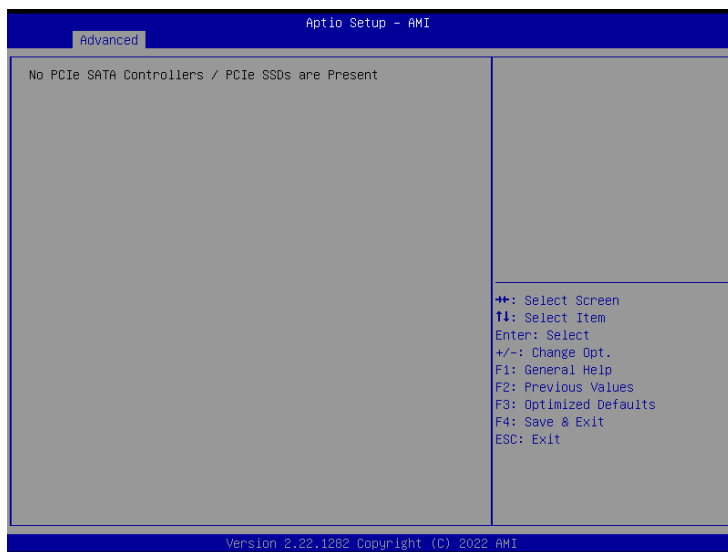 Aptio Setup – AMI
Advanced
No PCIe SATA Controllers / PCIe SSDs are Present
→←: Select Screen
↑↓: Select Item
Enter: Select
+/-: Change Opt.
F1: General Help
F2: Previous Values
F3: Optimized Defaults
F4: Save & Exit
ESC: Exit
Version 2.22.1282 Copyright (C) 2022 AMI